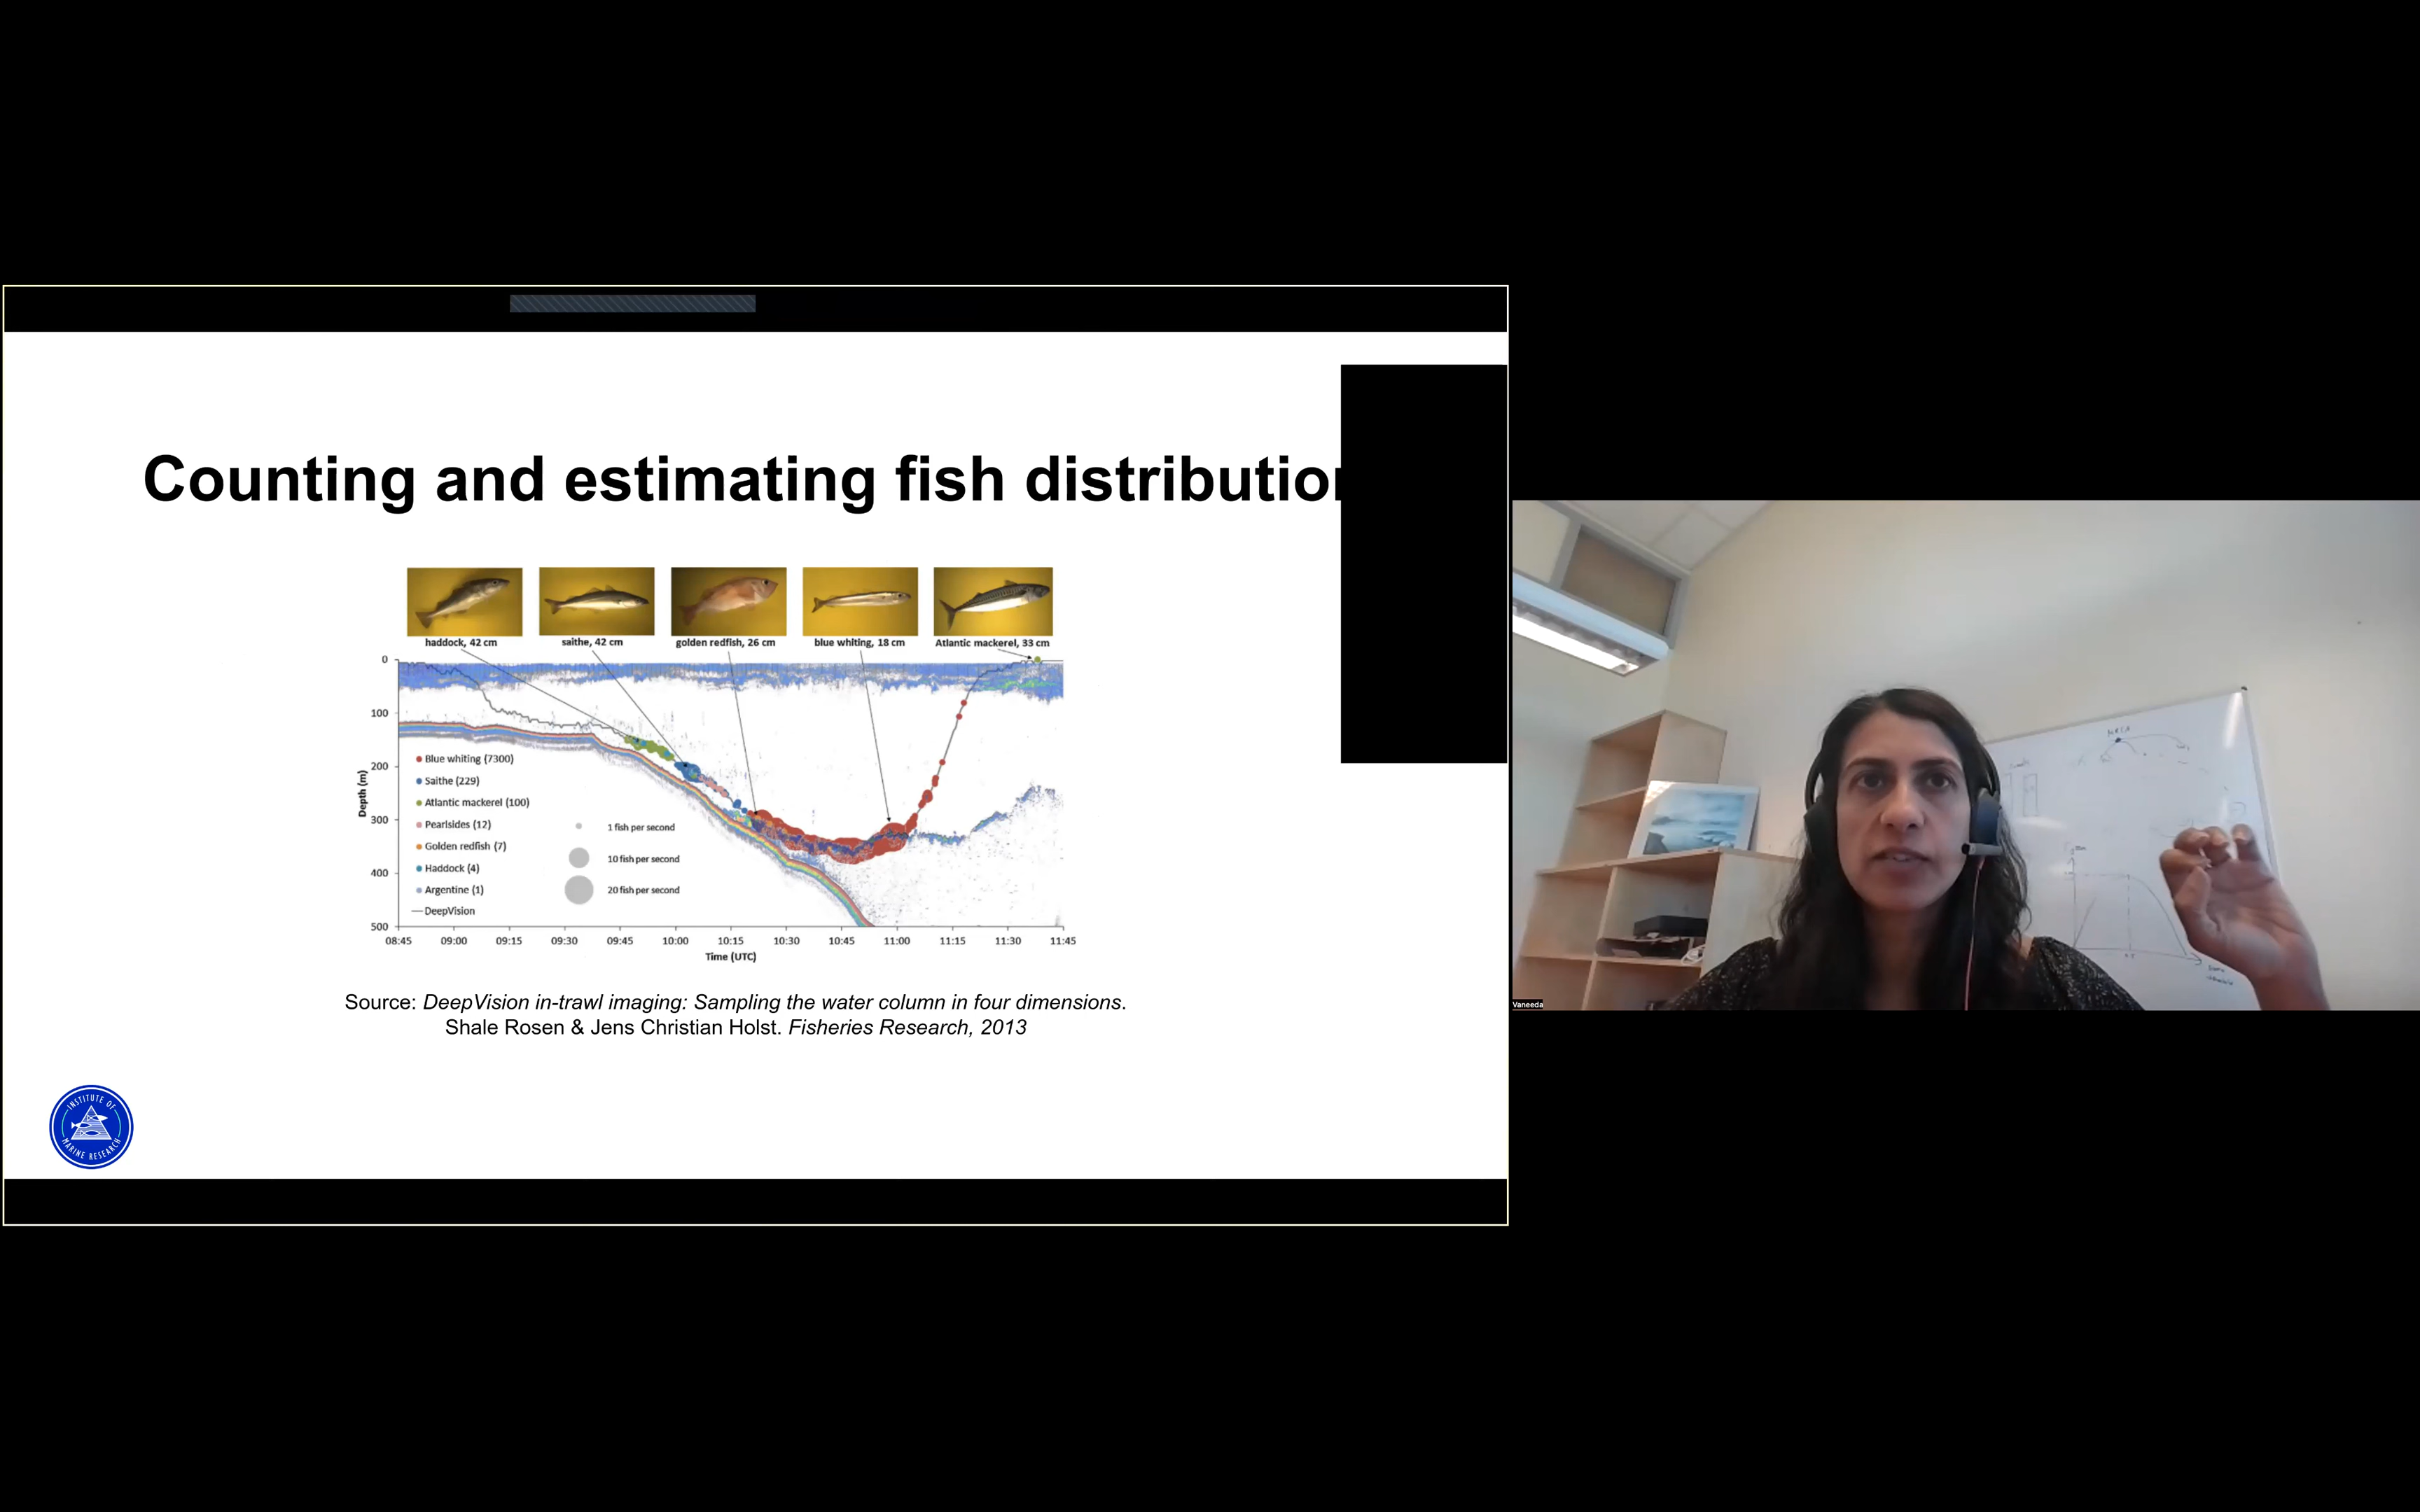 Counting and estimating fish distribution
haddock, 42 cm
saithe, 42 cm
golden redfish, 26 cm
blue whiting, 18 cm
Atlantic mackerel, 33 cm
0
100
200
300
400
500
Depth (m)
Blue whiting (7300)
Saithe (229)
Atlantic mackerel (100)
Pearlsides (12)
Golden redfish (7)
Haddock (4)
Argentine (1)
DeepVision
1 fish per second
10 fish per second
20 fish per second
08:45 09:00 09:15 09:30 09:45 10:00 10:15 10:30 10:45 11:00 11:15 11:30 11:45
Time (UTC)
Source: DeepVision in-trawl imaging: Sampling the water column in four dimensions.
Shale Rosen & Jens Christian Holst. Fisheries Research, 2013
INSTITUTE OF
MARINE RESEARCH
Vaneeda